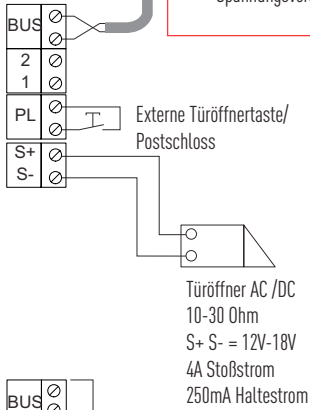 Spannungsver
BUS
2
1
PL
Externe Türöffnertaste/
Postschloss
S+
S-
Türöffner AC /DC
10-30 Ohm
S+ S- = 12V-18V
4A Stoßstrom
250mA Haltestrom
BUS